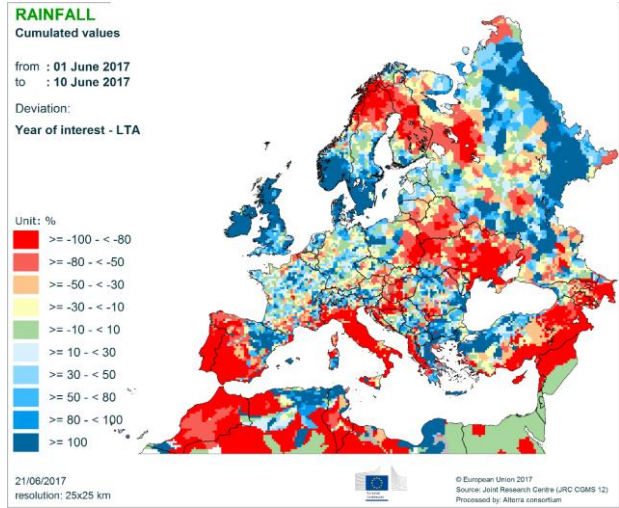 RAINFALL
Cumulated values
from : 01 June 2017
to : 10 June 2017
Deviation:
Year of interest - LTA
Unit: %
>= -100 - < -80
>= -80 - < -50
>= -50 - < -30
>= -30 - < -10
>= -10 - < 10
>= 10 - < 30
>= 30 - < 50
>= 50 - < 80
>= 80 - < 100
>= 100
21/06/2017
resolution: 25x25 km
European
Commission
© European Union 2017
Source: Joint Research Centre (JRC CGMS 12)
Processed by: Alterra consortium